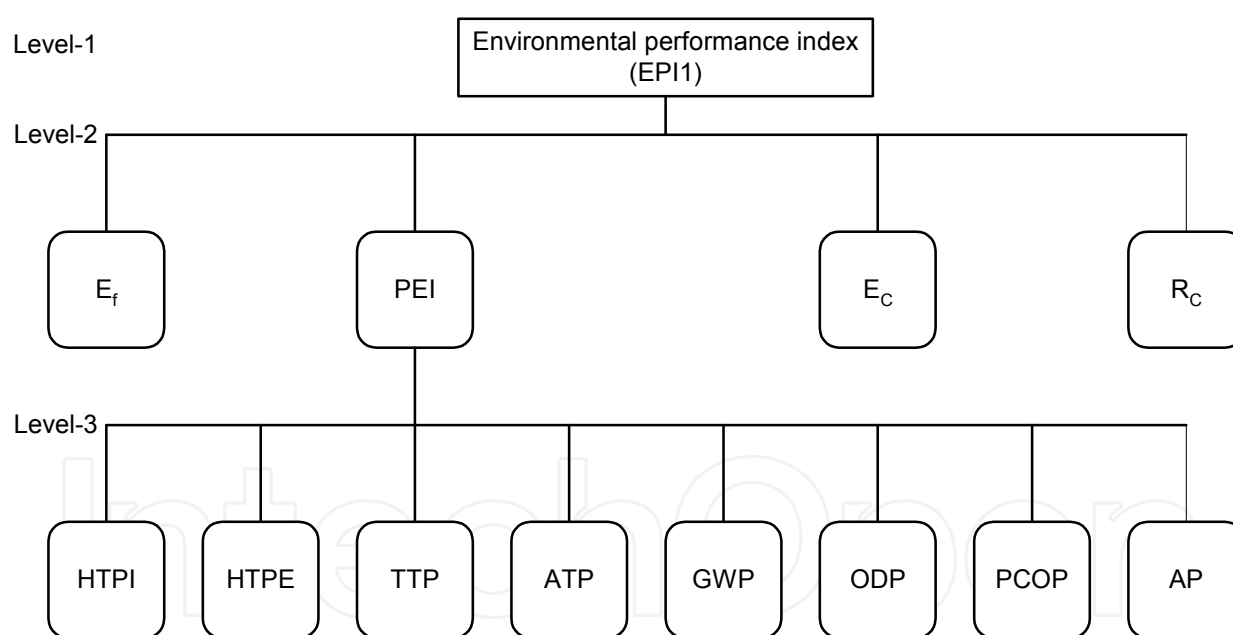 Level-1
Environmental performance index
(EPI1)
Level-2
Ef
PEI
EC
RC
Level-3
HTPI
HTPE
TTP
ATP
GWP
ODP
PCOP
AP
IntechOpen